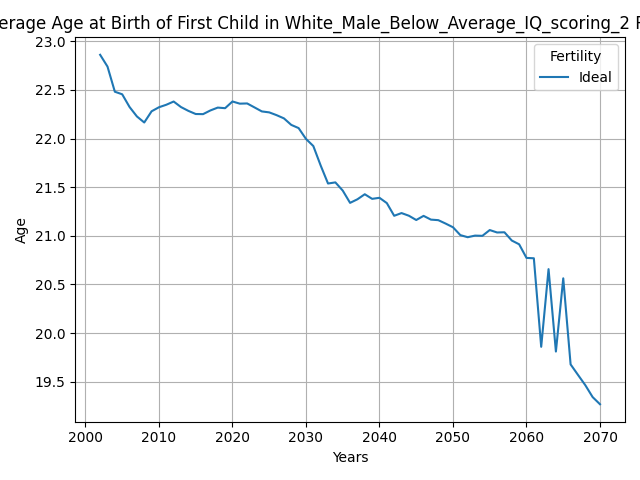 erage Age at Birth of First Child in White_Male_Below_Average_IQ_scoring_2
Fertility
Ideal
23.0
22.5
22.0
21.5
21.0
20.5
20.0
19.5
Age
2000 2010 2020 2030 2040 2050 2060 2070
Years